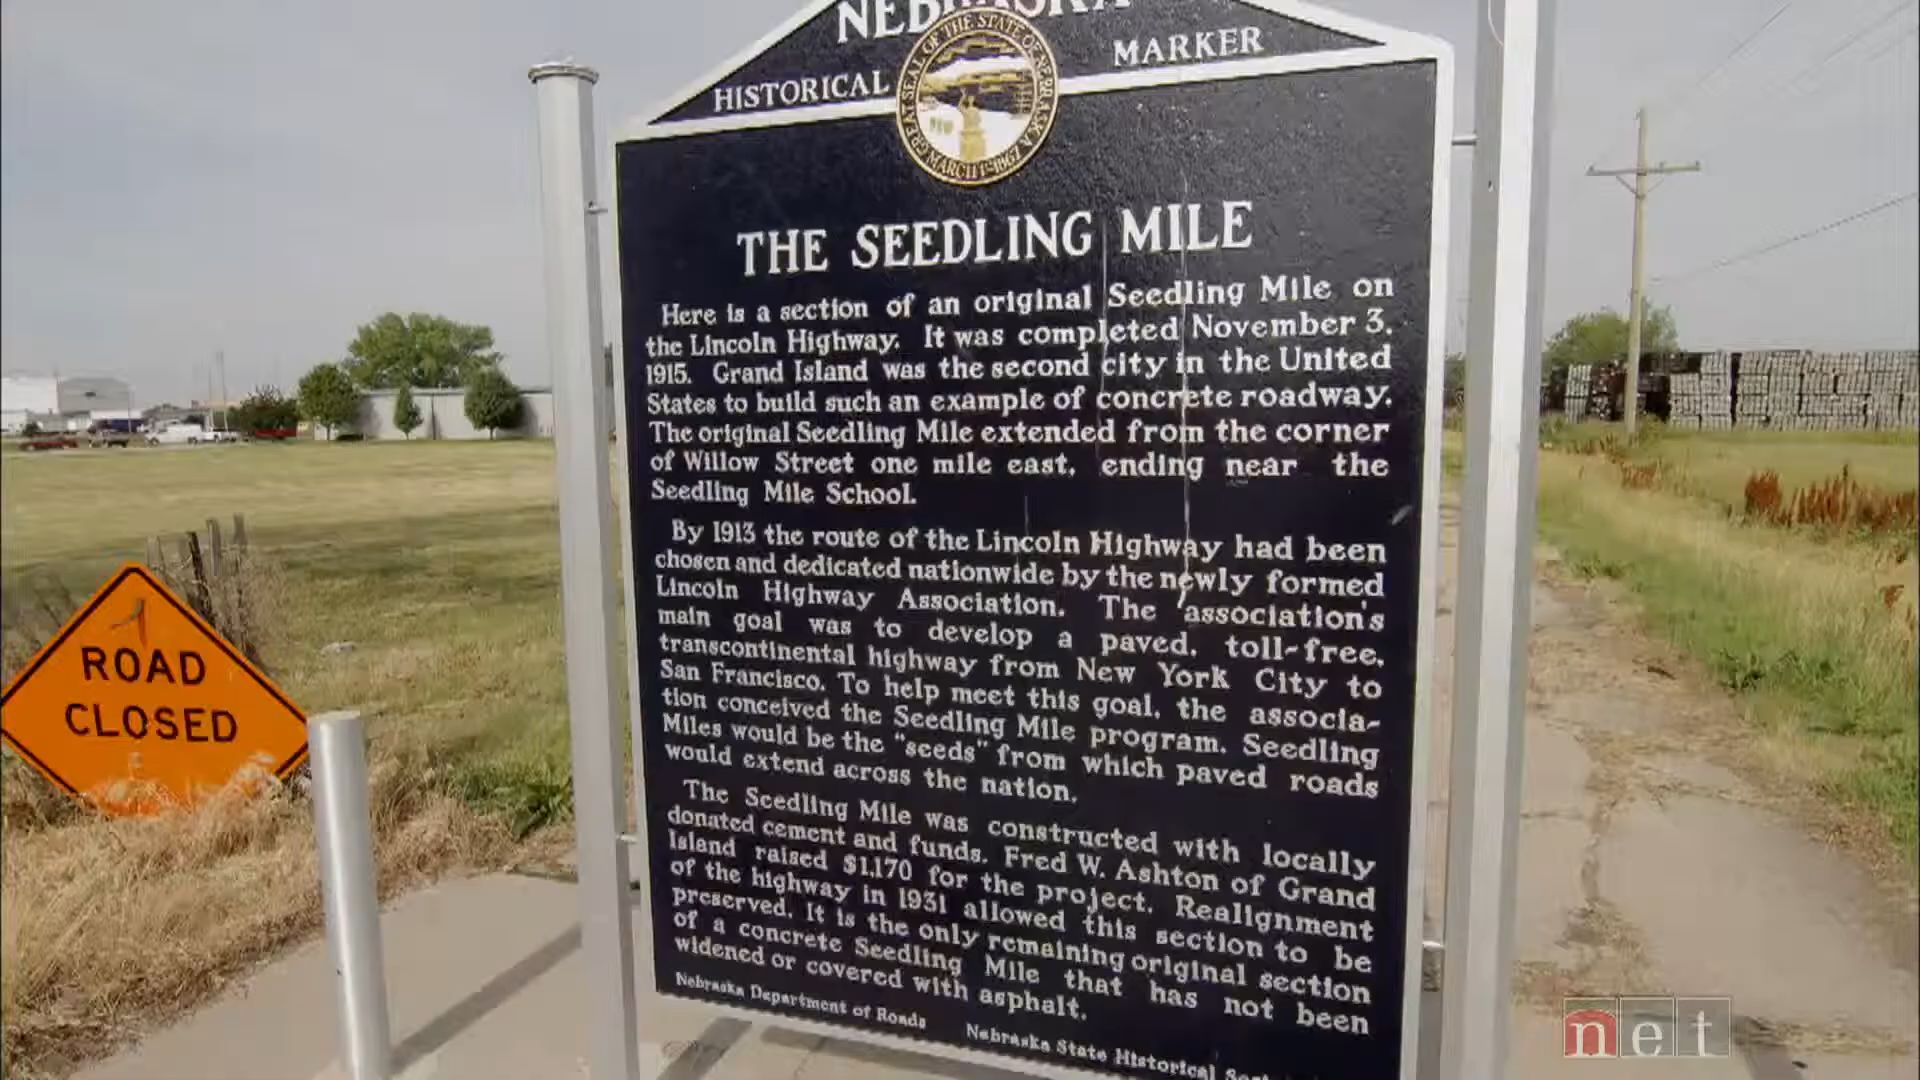 NEBRASKA
HISTORICAL MARKER
GREAT SEAL OF THE STATE OF NEBRASKA
MARCH 1ST 1867
THE SEEDLING MILE
Here is a section of an original Seedling Mile on
the Lincoln Highway. It was completed November 3,
1915. Grand Island was the second city in the United
States to build such an example of concrete roadway.
The original Seedling Mile extended from the corner
of Willow Street one mile east, ending near the
Seedling Mile School.
By 1913 the route of the Lincoln Highway had been
chosen and dedicated nationwide by the newly formed
Lincoln Highway Association. The association's
main goal was to develop a paved, toll-free,
transcontinental highway from New York City to
San Francisco. To help meet this goal, the associa-
tion conceived the Seedling Mile program. Seedling
Miles would be the "seeds" from which paved roads
would extend across the nation.
The Seedling Mile was constructed with locally
donated cement and funds. Fred W. Ashton of Grand
Island raised $1,170 for the project. Realignment
of the highway in 1931 allowed this section to be
preserved. It is the only remaining original section
of a concrete Seedling Mile that has not been
widened or covered with asphalt.
Nebraska Department of Roads Nebraska State Historical
ROAD
CLOSED
net